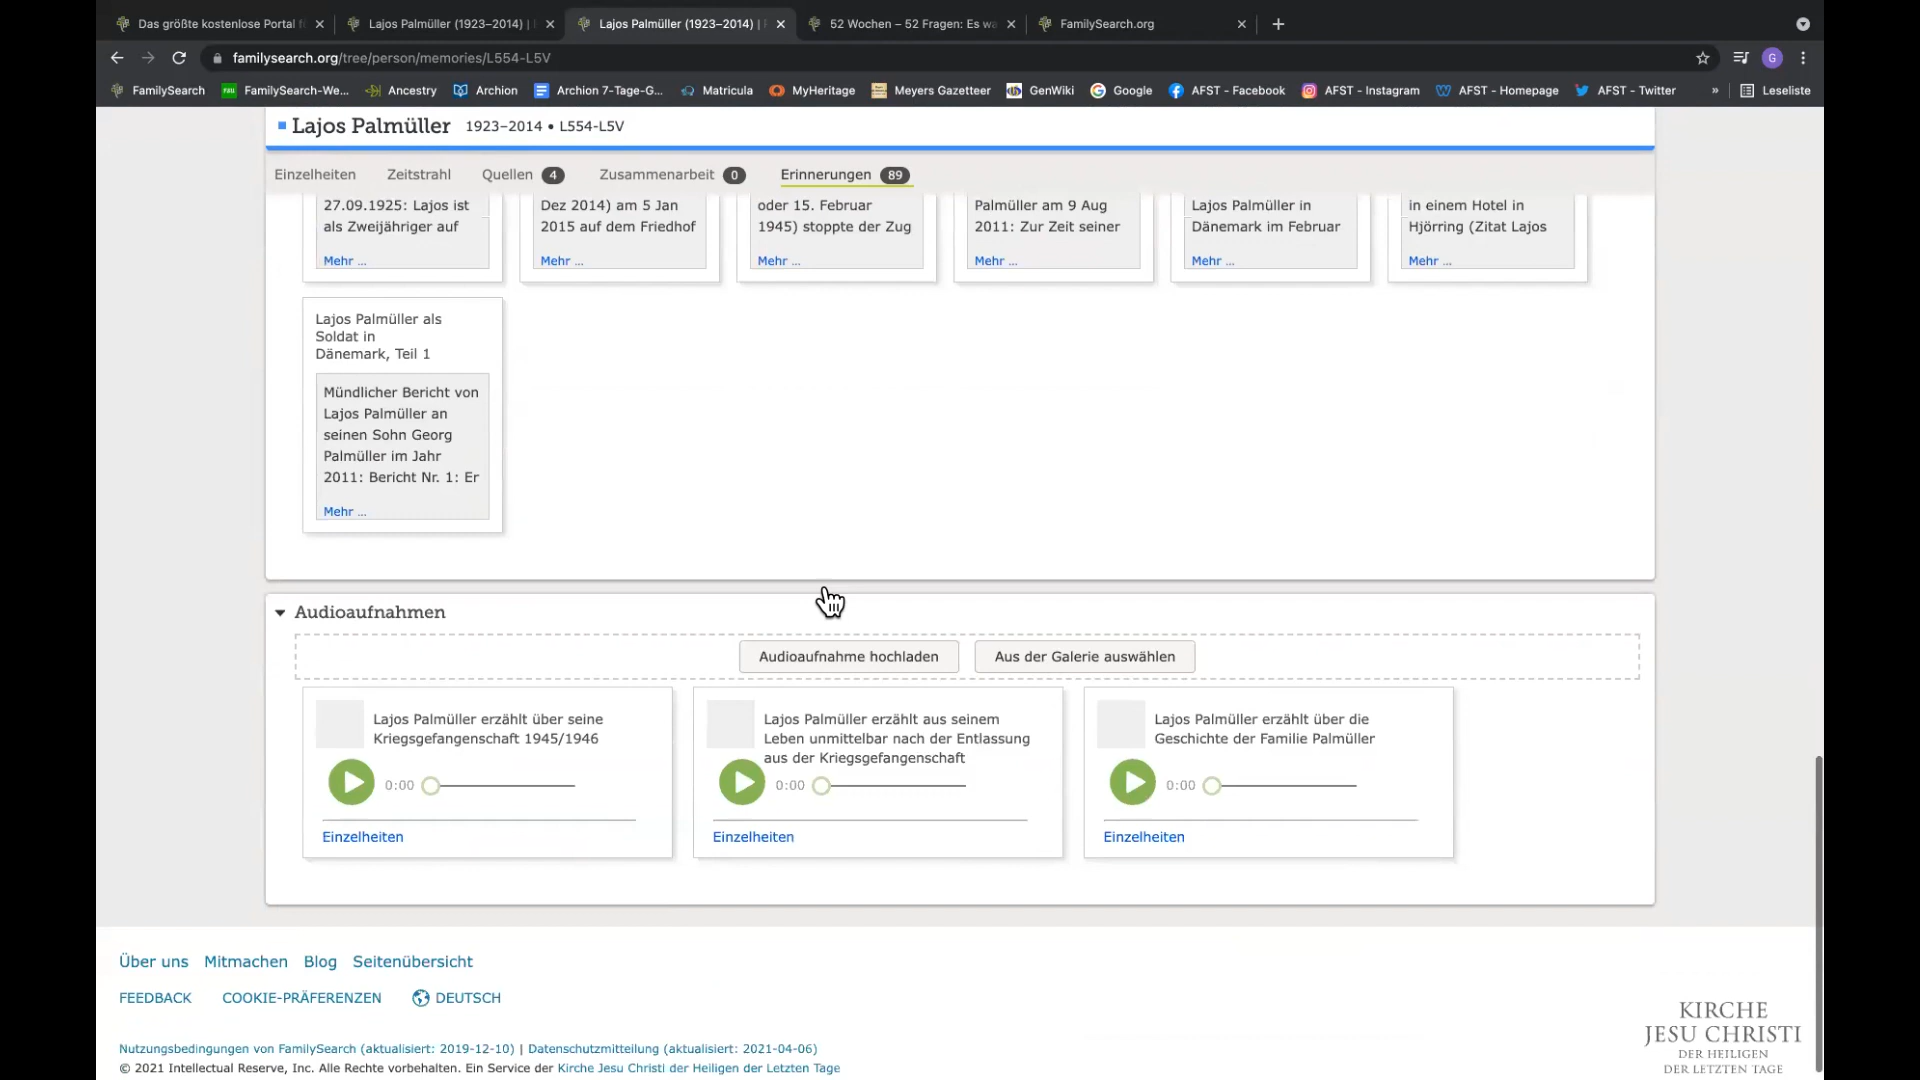 Das größte kostenlose Portal f
Lajos Palmüller (1923–2014) |
Lajos Palmüller (1923–2014) |
52 Wochen – 52 Fragen: Es wa
FamilySearch.org
familysearch.org/tree/person/memories/L554-L5V
G
FamilySearch
FamilySearch-We...
Ancestry
Archion
Archion 7-Tage-G...
Matricula
MyHeritage
Meyers Gazetteer
GenWiki
Google
AFST - Facebook
AFST - Instagram
AFST - Homepage
AFST - Twitter
»
Leseliste
Lajos Palmüller 1923–2014 • L554-L5V
Einzelheiten Zeitstrahl Quellen 4 Zusammenarbeit 0 Erinnerungen 89
27.09.1925: Lajos ist
als Zweijähriger auf
Mehr ...
Dez 2014) am 5 Jan
2015 auf dem Friedhof
Mehr ...
oder 15. Februar
1945) stoppte der Zug
Mehr ...
Palmüller am 9 Aug
2011: Zur Zeit seiner
Mehr ...
Lajos Palmüller in
Dänemark im Februar
Mehr ...
in einem Hotel in
Hjörring (Zitat Lajos
Mehr ...
Lajos Palmüller als
Soldat in
Dänemark, Teil 1
Mündlicher Bericht von
Lajos Palmüller an
seinen Sohn Georg
Palmüller im Jahr
2011: Bericht Nr. 1: Er
Mehr ...
Audioaufnahmen
Audioaufnahme hochladen
Aus der Galerie auswählen
Lajos Palmüller erzählt über seine
Kriegsgefangenschaft 1945/1946
0:00
Einzelheiten
Lajos Palmüller erzählt aus seinem
Leben unmittelbar nach der Entlassung
aus der Kriegsgefangenschaft
0:00
Einzelheiten
Lajos Palmüller erzählt über die
Geschichte der Familie Palmüller
0:00
Einzelheiten
Über uns Mitmachen Blog Seitenübersicht
FEEDBACK COOKIE-PRÄFERENZEN DEUTSCH
Nutzungsbedingungen von FamilySearch (aktualisiert: 2019-12-10) | Datenschutzmitteilung (aktualisiert: 2021-04-06)
© 2021 Intellectual Reserve, Inc. Alle Rechte vorbehalten. Ein Service der Kirche Jesu Christi der Heiligen der Letzten Tage
KIRCHE
JESU CHRISTI
DER HEILIGEN
DER LETZTEN TAGE